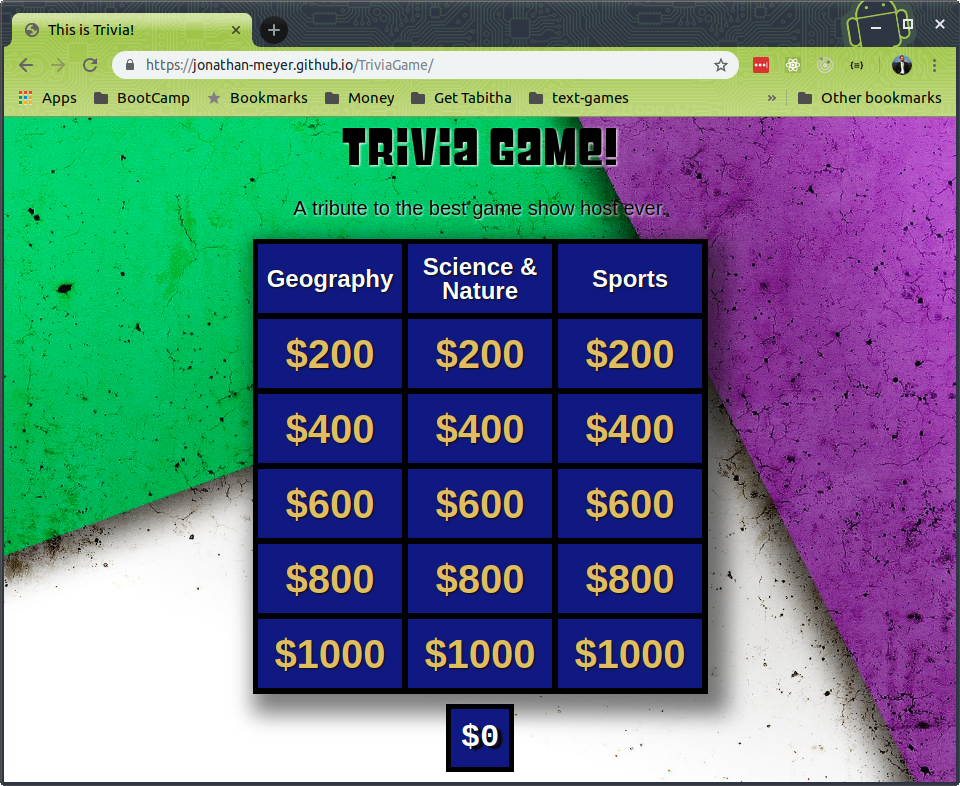 This is Trivia!
https://jonathan-meyer.github.io/TriviaGame/
Apps BootCamp Bookmarks Money Get Tabitha text-games » Other bookmarks
TRIVIA GAME!
A tribute to the best game show host ever.
Geography Science & Sports
Nature
$200 $200 $200
$400 $400 $400
$600 $600 $600
$800 $800 $800
$1000 $1000 $1000
$0